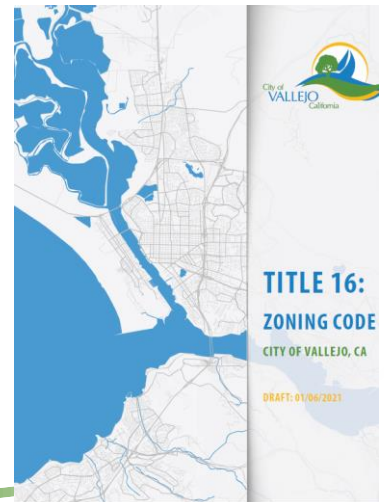 City of
VALLEJO
California
TITLE 16:
ZONING CODE
CITY OF VALLEJO, CA
DRAFT: 01/06/2021